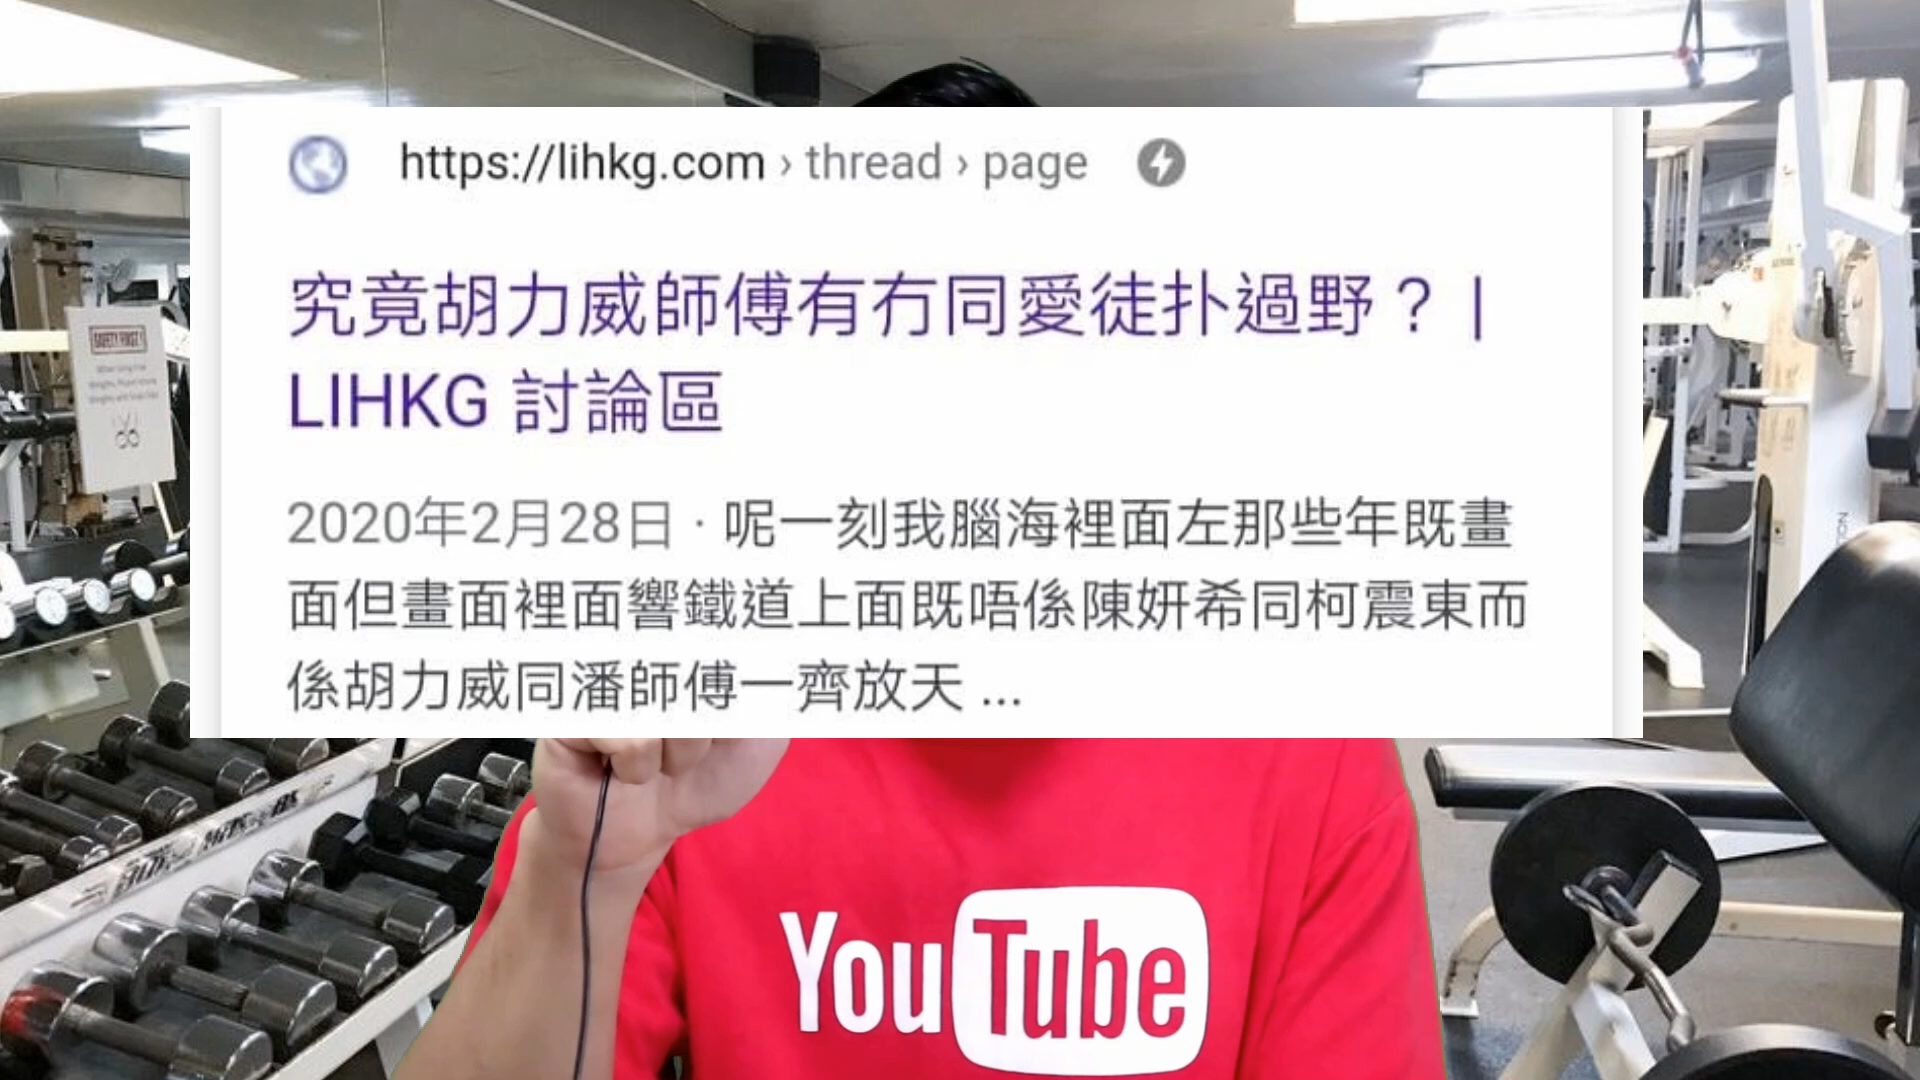 https://lihkg.com › thread › page
究竟胡力威師傅有冇同愛徒扑過野？ |
LIHKG 討論區
2020年2月28日 · 呢一刻我腦海裡面左那些年既畫
面但畫面裡面響鐵道上面既唔係陳妍希同柯震東而
係胡力威同潘師傅一齊放天 ...
SAFETY FIRST!
YouTube